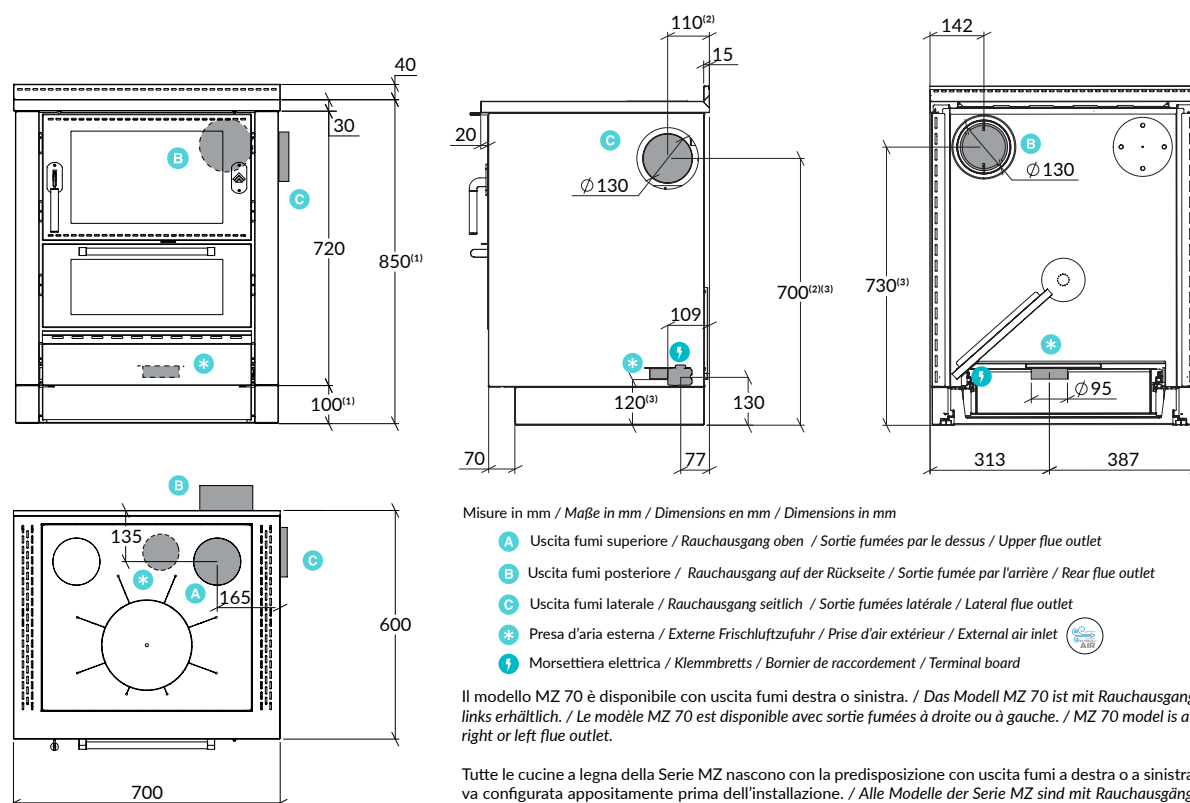 40
30
B
C
720
850(1)
*
100(1)
110(2)
15
20
C
Ø 130
700(2)(3)
109
*
120(3)
130
70
77
142
B
Ø 130
730(3)
*
Ø 95
313
387
B
135
C
*
A
165
600
700
Misure in mm / Maße in mm / Dimensions en mm / Dimensions in mm
A Uscita fumi superiore / Rauchausgang oben / Sortie fumées par le dessus / Upper flue outlet
B Uscita fumi posteriore / Rauchausgang auf der Rückseite / Sortie fumée par l'arrière / Rear flue outlet
C Uscita fumi laterale / Rauchausgang seitlich / Sortie fumées latérale / Lateral flue outlet
* Presa d'aria esterna / Externe Frischluftzufuhr / Prise d'air extérieur / External air inlet
AIR
Morsettiera elettrica / Klemmbretts / Bornier de raccordement / Terminal board
Il modello MZ 70 è disponibile con uscita fumi destra o sinistra. / Das Modell MZ 70 ist mit Rauchausgang
links erhältlich. / Le modèle MZ 70 est disponible avec sortie fumées à droite ou à gauche. / MZ 70 model is a
right or left flue outlet.
Tutte le cucine a legna della Serie MZ nascono con la predisposizione con uscita fumi a destra o a sinistra
va configurata appositamente prima dell'installazione. / Alle Modelle der Serie MZ sind mit Rauchausgäng